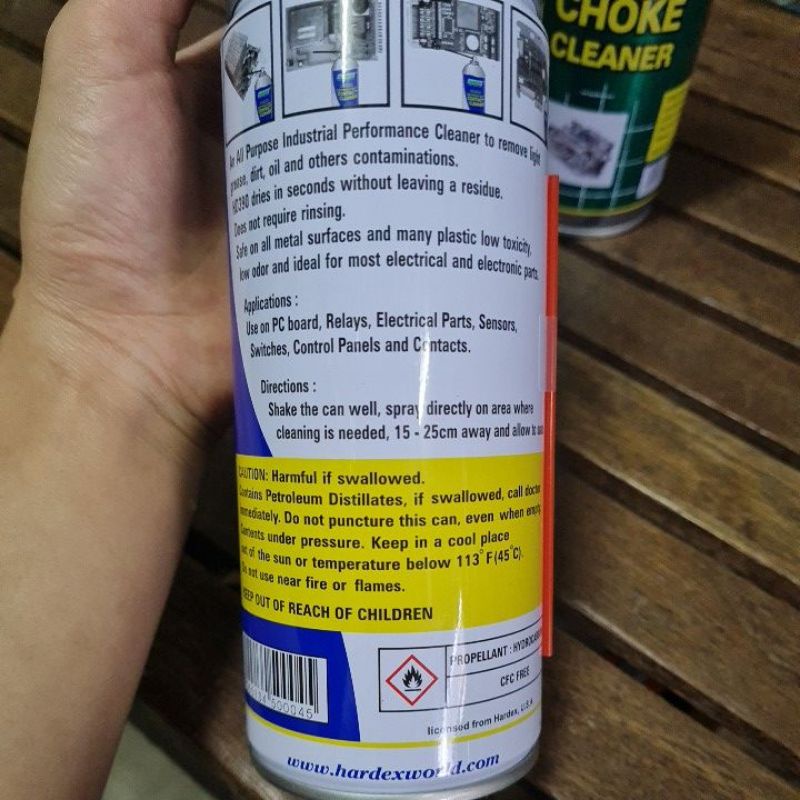 CHOKE
CLEANER
An All Purpose Industrial Performance Cleaner to remove light
grease, dirt, oil and others contaminations.
HD390 dries in seconds without leaving a residue.
Does not require rinsing.
Safe on all metal surfaces and many plastic low toxicity,
low odor and ideal for most electrical and electronic parts.
Applications :
Use on PC board, Relays, Electrical Parts, Sensors,
Switches, Control Panels and Contacts.
Directions :
Shake the can well, spray directly on area where
cleaning is needed, 15 - 25cm away and allow to
CAUTION: Harmful if swallowed.
Contains Petroleum Distillates, if swallowed, call doctor
immediately. Do not puncture this can, even when empty.
Contents under pressure. Keep in a cool place
out of the sun or temperature below 113°F(45°C).
Do not use near fire or flames.
KEEP OUT OF REACH OF CHILDREN
PROPELLANT :
CFC FREE
licensed from Hardex, U.S.A.
www.hardexworld.com